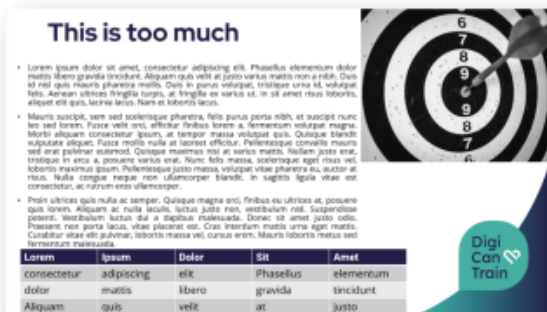 This is too much
• Lorem ipsum dolor sit amet, consectetur adipiscing elit. Phasellus elementum dolor
mattis libero gravida tincidunt. Aliquam quis velit at justo varius mattis non a nibh. Duis
id nisl quis mauris pharetra mollis. Duis in purus volutpat, tristique urna id, volutpat
felis. Aenean ultrices fringilla turpis, at fringilla ex varius ut. In sit amet risus lobortis,
aliquet elit quis, lacinia lacus. Nam et lobortis lacus.
• Mauris suscipit, sem sed scelerisque pharetra, felis purus porta nibh, et suscipit nunc
leo sed lorem. Fusce velit orci, efficitur finibus lorem a, fermentum volutpat magna.
Morbi aliquam consectetur ipsum, at tempor massa volutpat quis. Quisque blandit
vulputate aliquet. Fusce mollis nulla at laoreet efficitur. Pellentesque convallis mauris
sed erat pulvinar euismod. Quisque maximus nisl at varius mattis. Nullam justo erat,
tristique in arcu a, posuere varius erat. Nunc felis massa, scelerisque eget risus vel,
lobortis maximus ipsum. Pellentesque justo massa, volutpat vitae pharetra eu, auctor at
risus. Nulla congue neque non ullamcorper blandit. In sagittis ligula vitae est
consectetur, ac rutrum eros ullamcorper.
• Proin ultrices quis nulla ac semper. Quisque magna orci, finibus eu ultrices at, posuere
quis lorem. Aliquam ac nulla iaculis, luctus justo non, vestibulum nisl. Suspendisse
potenti. Vestibulum luctus dui a dapibus malesuada. Donec sit amet justo odio.
Praesent non porta lacus, vitae placerat est. Cras interdum mattis urna eget mattis.
Curabitur vitae elit pulvinar, lobortis massa vel, cursus enim. Mauris lobortis metus sed
fermentum malesuada.
Lorem Ipsum Dolor Sit Amet
consectetur adipiscing elit Phasellus elementum
dolor mattis libero gravida tincidunt
Aliquam quis velit at justo
6
7
8
9
9
8
7
6
Digi
Can
Train